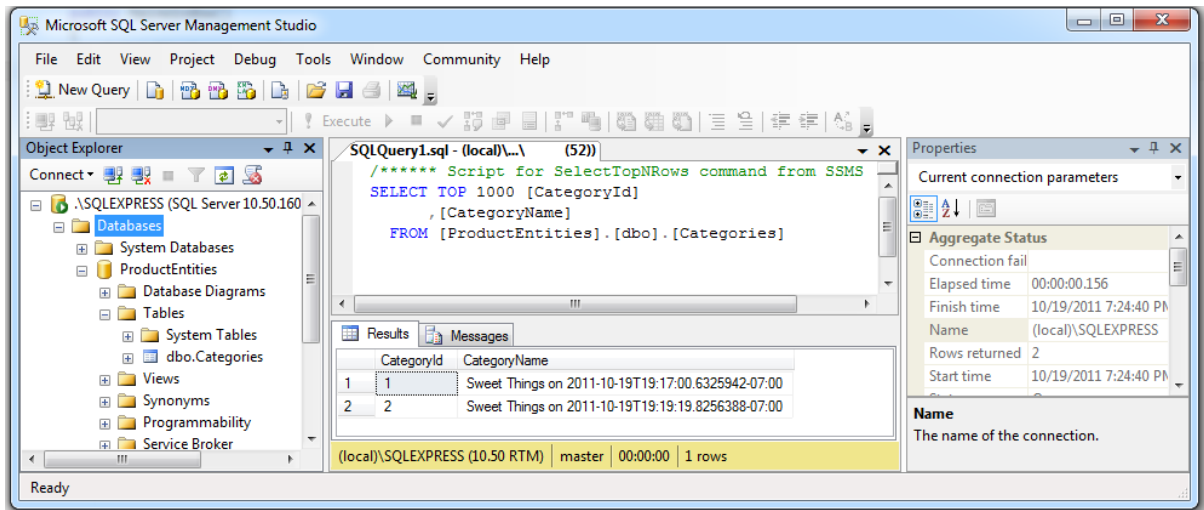 Microsoft SQL Server Management Studio
File Edit View Project Debug Tools Window Community Help
New Query
Execute
Object Explorer
Connect
.\SQLEXPRESS (SQL Server 10.50.160
Databases
System Databases
ProductEntities
Database Diagrams
Tables
System Tables
dbo.Categories
Views
Synonyms
Programmability
Service Broker
SQLQuery1.sql - (local)\...\ (52))
/****** Script for SelectTopNRows command from SSMS
SELECT TOP 1000 [CategoryId]
,[CategoryName]
FROM [ProductEntities].[dbo].[Categories]
Results Messages
CategoryId CategoryName
1 1 Sweet Things on 2011-10-19T19:17:00.6325942-07:00
2 2 Sweet Things on 2011-10-19T19:19:19.8256388-07:00
(local)\SQLEXPRESS (10.50 RTM) master 00:00:00 1 rows
Properties
Current connection parameters
Aggregate Status
Connection fail
Elapsed time 00:00:00.156
Finish time 10/19/2011 7:24:40 PM
Name (local)\SQLEXPRESS
Rows returned 2
Start time 10/19/2011 7:24:40 PM
Name
The name of the connection.
Ready